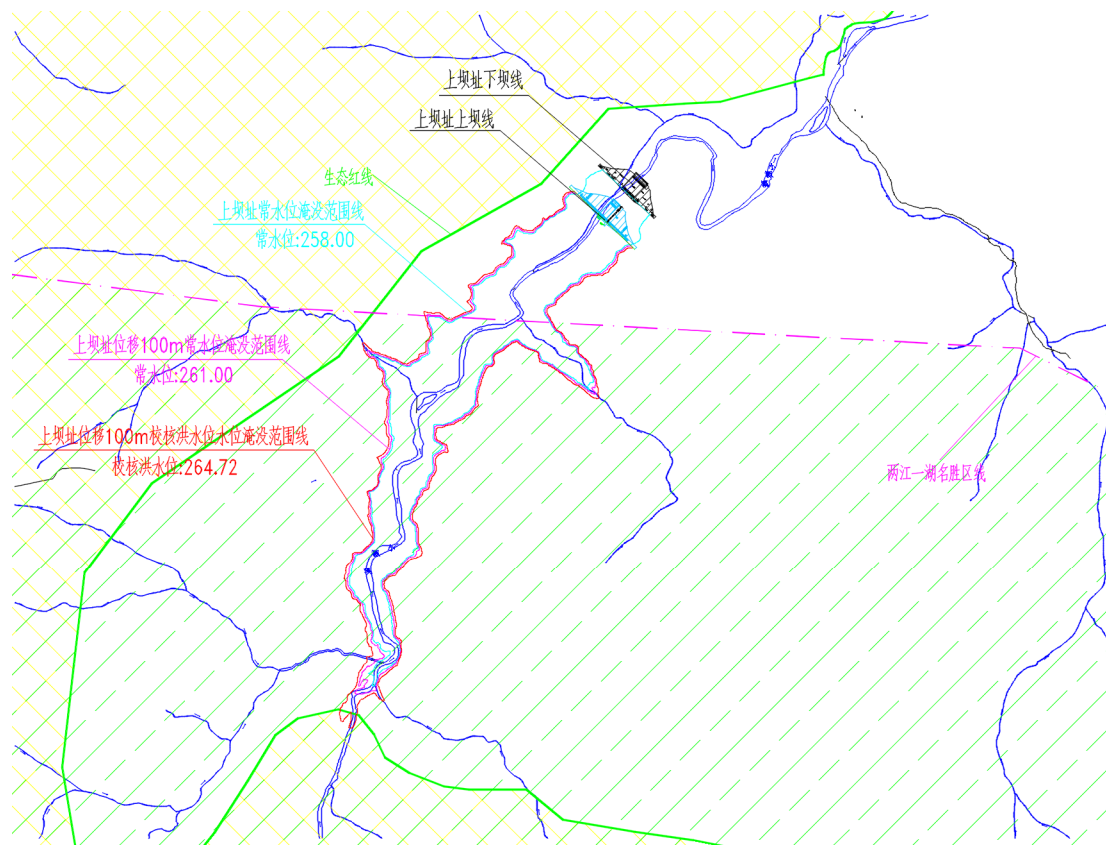 上坝址下坝线
上坝址上坝线
生态红线
上坝址常水位淹没范围线
常水位:258.00
上坝址位移100m常水位淹没范围线
常水位:261.00
上坝址位移100m校核洪水位水位淹没范围线
校核洪水位:264.72
两江一湖名胜区线